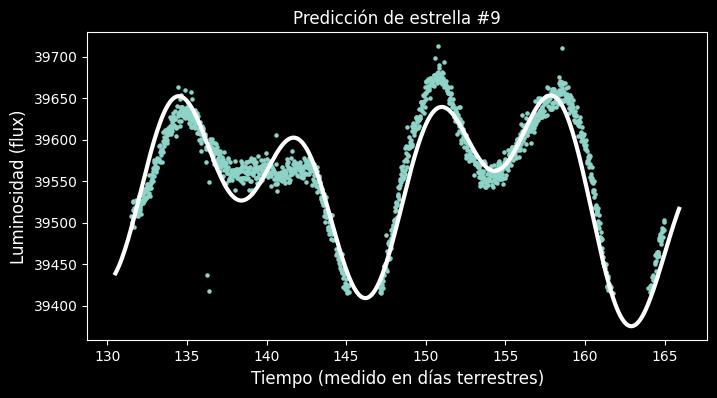 Predicción de estrella #9
Luminosidad (flux)
39700
39650
39600
39550
39500
39450
39400
130 135 140 145 150 155 160 165
Tiempo (medido en días terrestres)